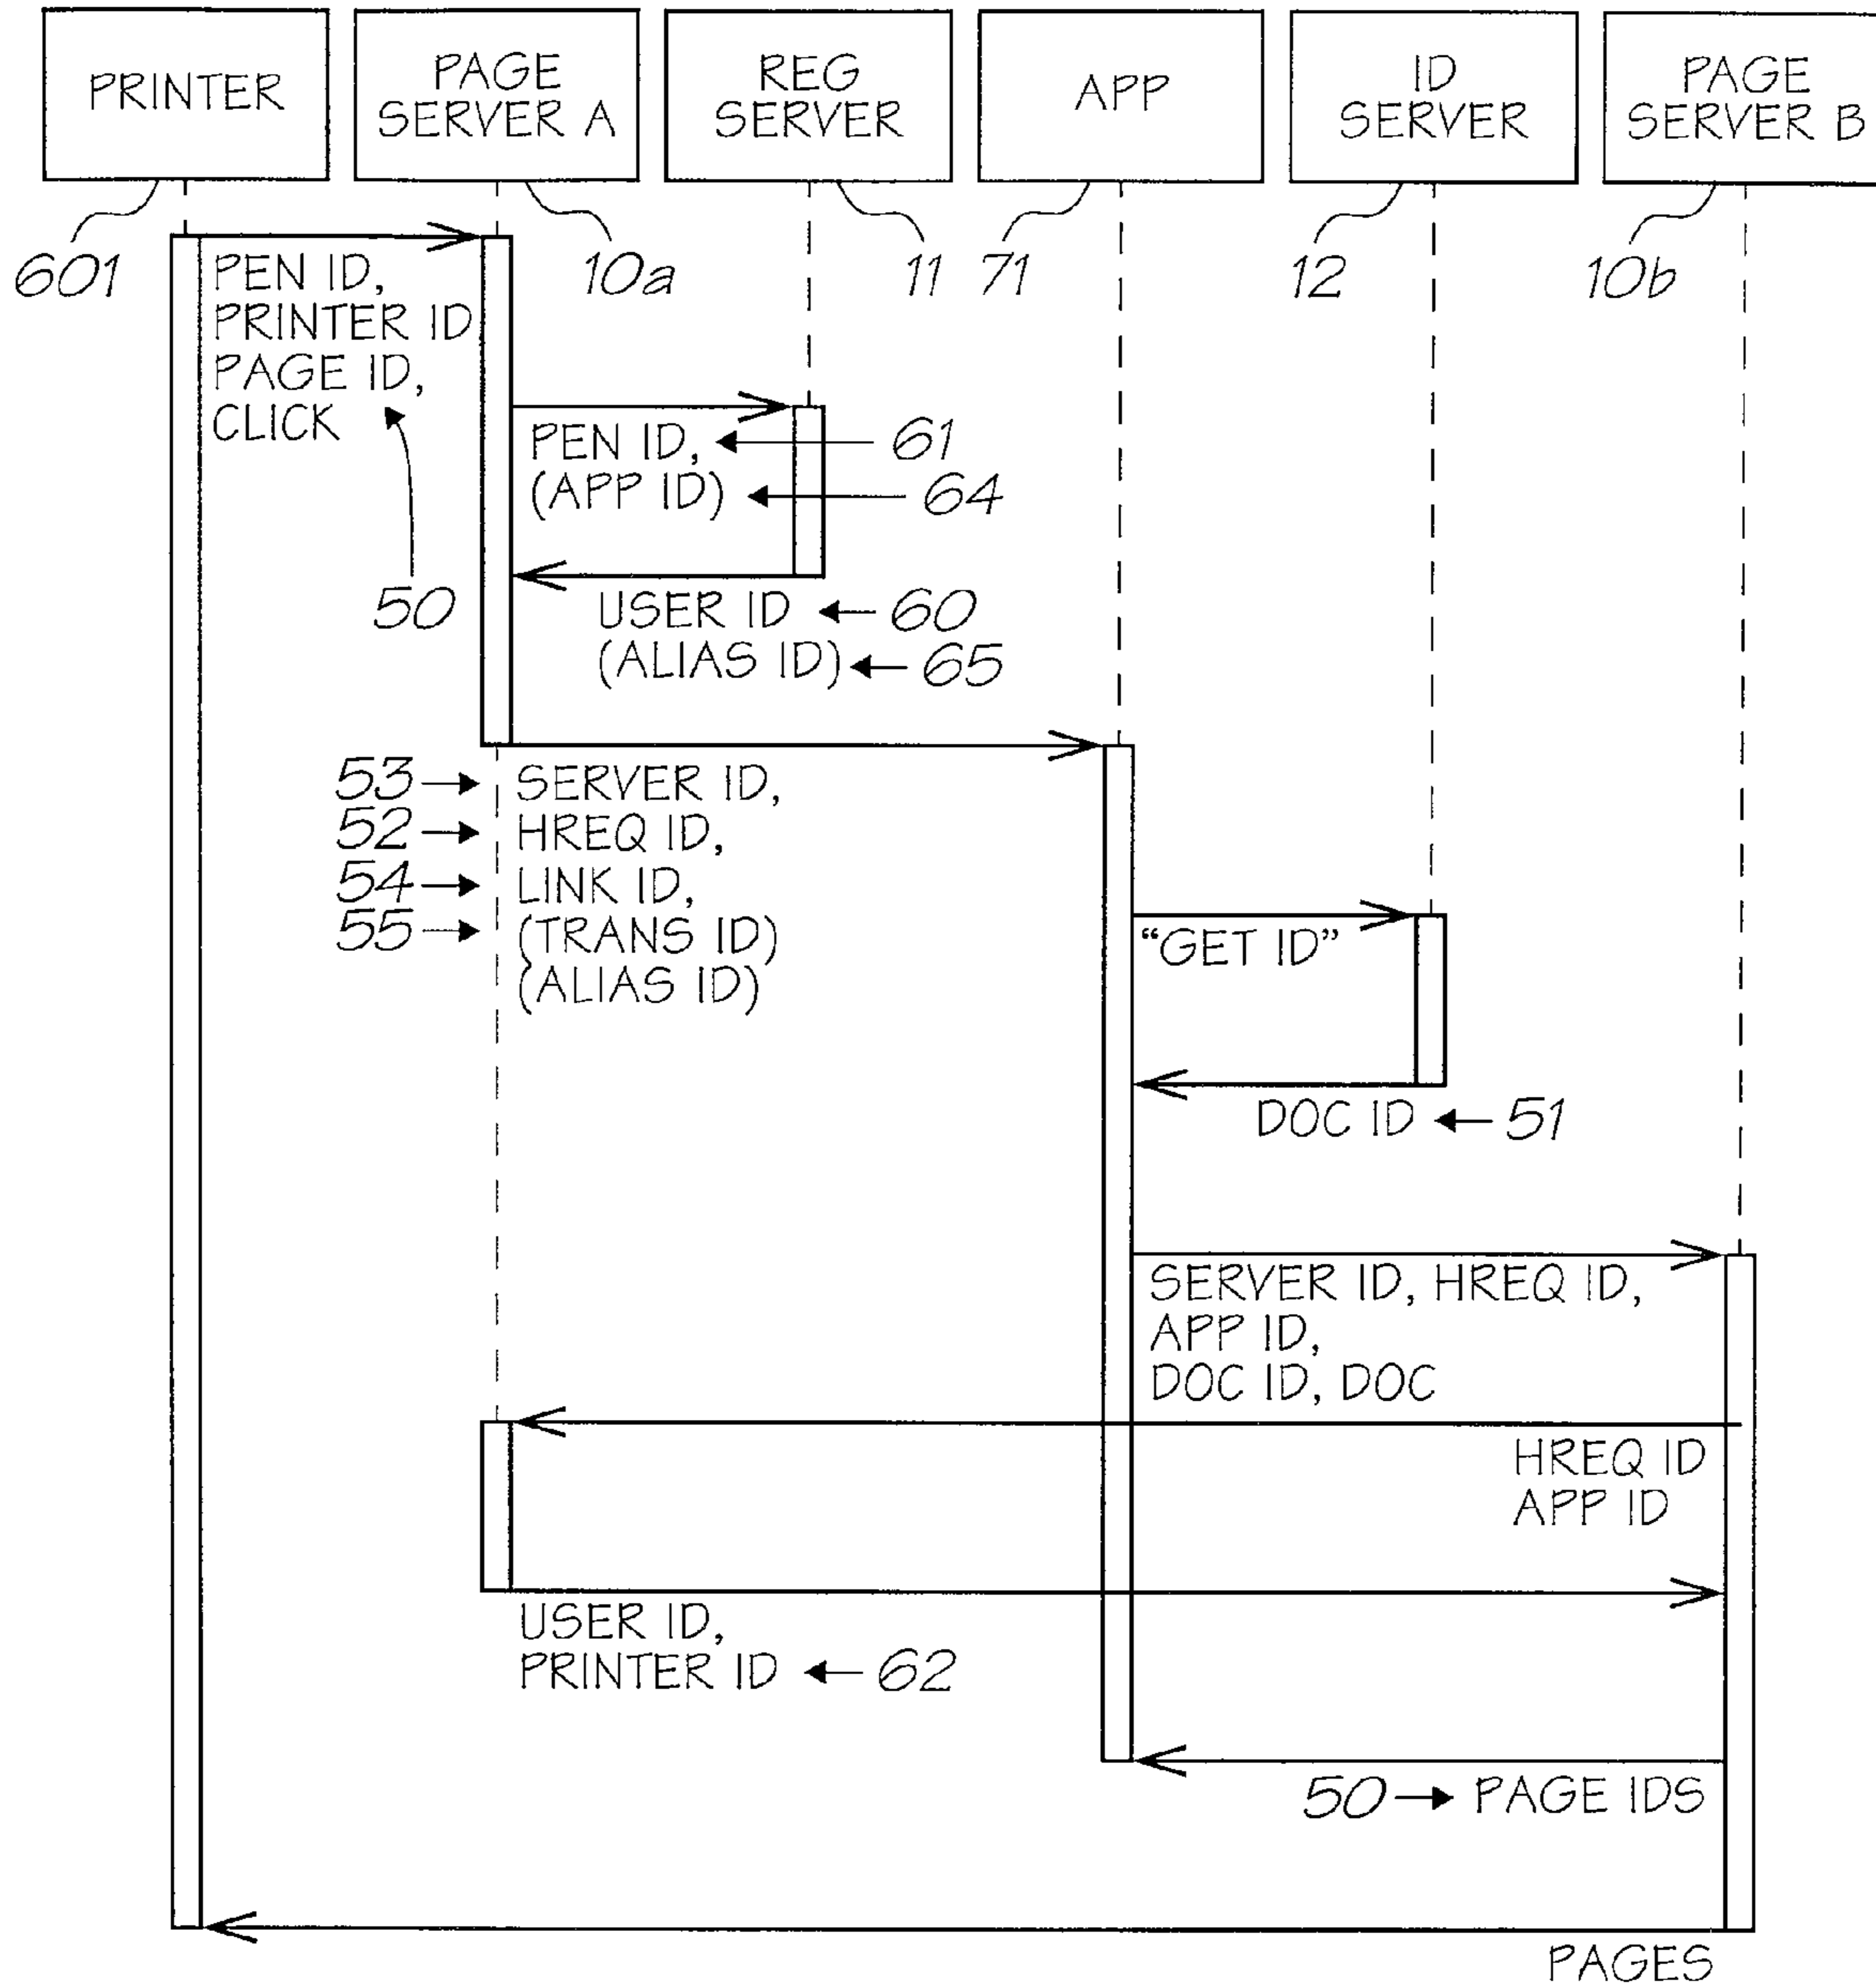 PRINTER
PAGE
SERVER A
REG
SERVER
APP
ID
SERVER
PAGE
SERVER B
601
10a
11
71
12
10b
PEN ID,
PRINTER ID
PAGE ID,
CLICK
50
PEN ID, 61
(APP ID) 64
USER ID 60
(ALIAS ID) 65
53 SERVER ID,
52 HREQ ID,
54 LINK ID,
55 (TRANS ID)
(ALIAS ID)
“GET ID”
DOC ID 51
SERVER ID, HREQ ID,
APP ID,
DOC ID, DOC
HREQ ID
APP ID
USER ID,
PRINTER ID 62
50 PAGE IDS
PAGES